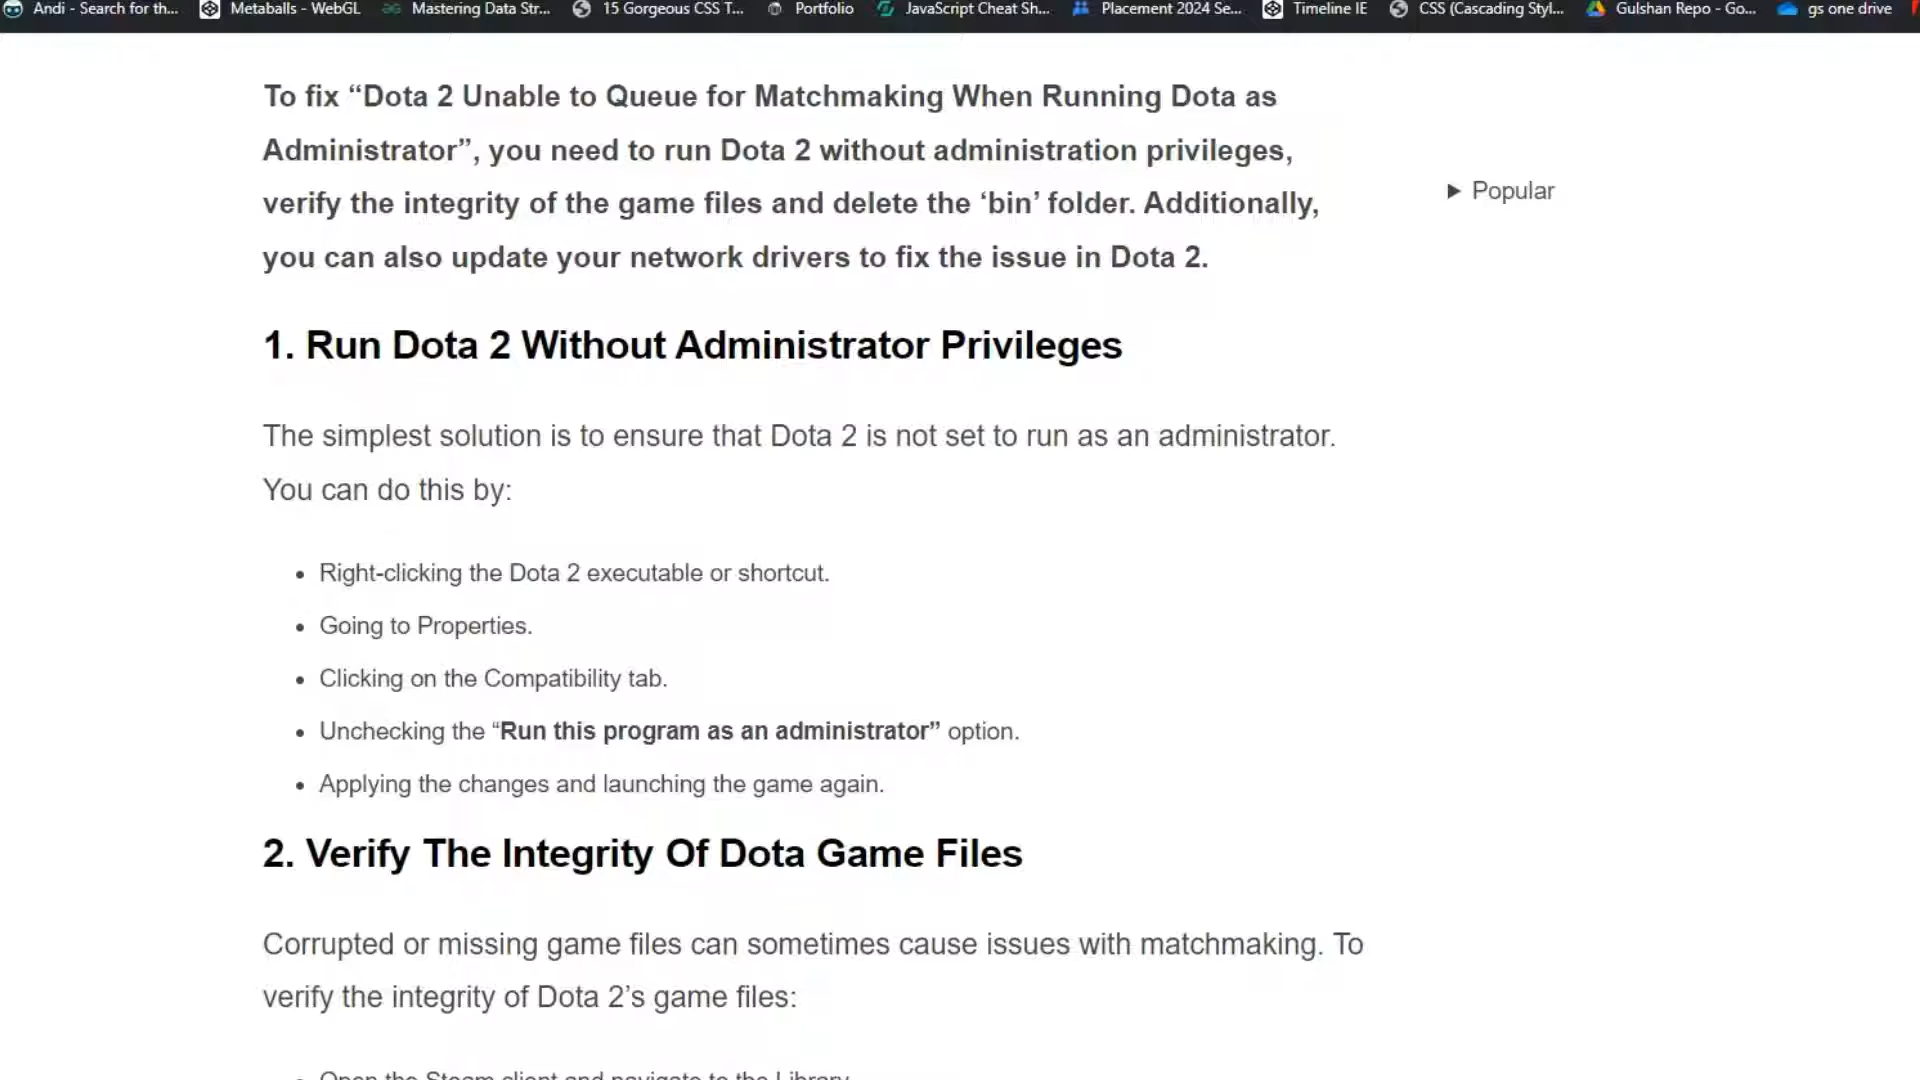 Andi - Search for th...
Metaballs - WebGL
Mastering Data Str...
15 Gorgeous CSS T...
Portfolio
JavaScript Cheat Sh...
Placement 2024 Se...
Timeline IE
CSS (Cascading Styl...
Gulshan Repo - Go...
gs one drive
To fix “Dota 2 Unable to Queue for Matchmaking When Running Dota as
Administrator”, you need to run Dota 2 without administration privileges,
verify the integrity of the game files and delete the ‘bin’ folder. Additionally,
you can also update your network drivers to fix the issue in Dota 2.
▶ Popular
1. Run Dota 2 Without Administrator Privileges
The simplest solution is to ensure that Dota 2 is not set to run as an administrator.
You can do this by:
• Right-clicking the Dota 2 executable or shortcut.
• Going to Properties.
• Clicking on the Compatibility tab.
• Unchecking the “Run this program as an administrator” option.
• Applying the changes and launching the game again.
2. Verify The Integrity Of Dota Game Files
Corrupted or missing game files can sometimes cause issues with matchmaking. To
verify the integrity of Dota 2’s game files:
• Open the Steam client and navigate to the Library